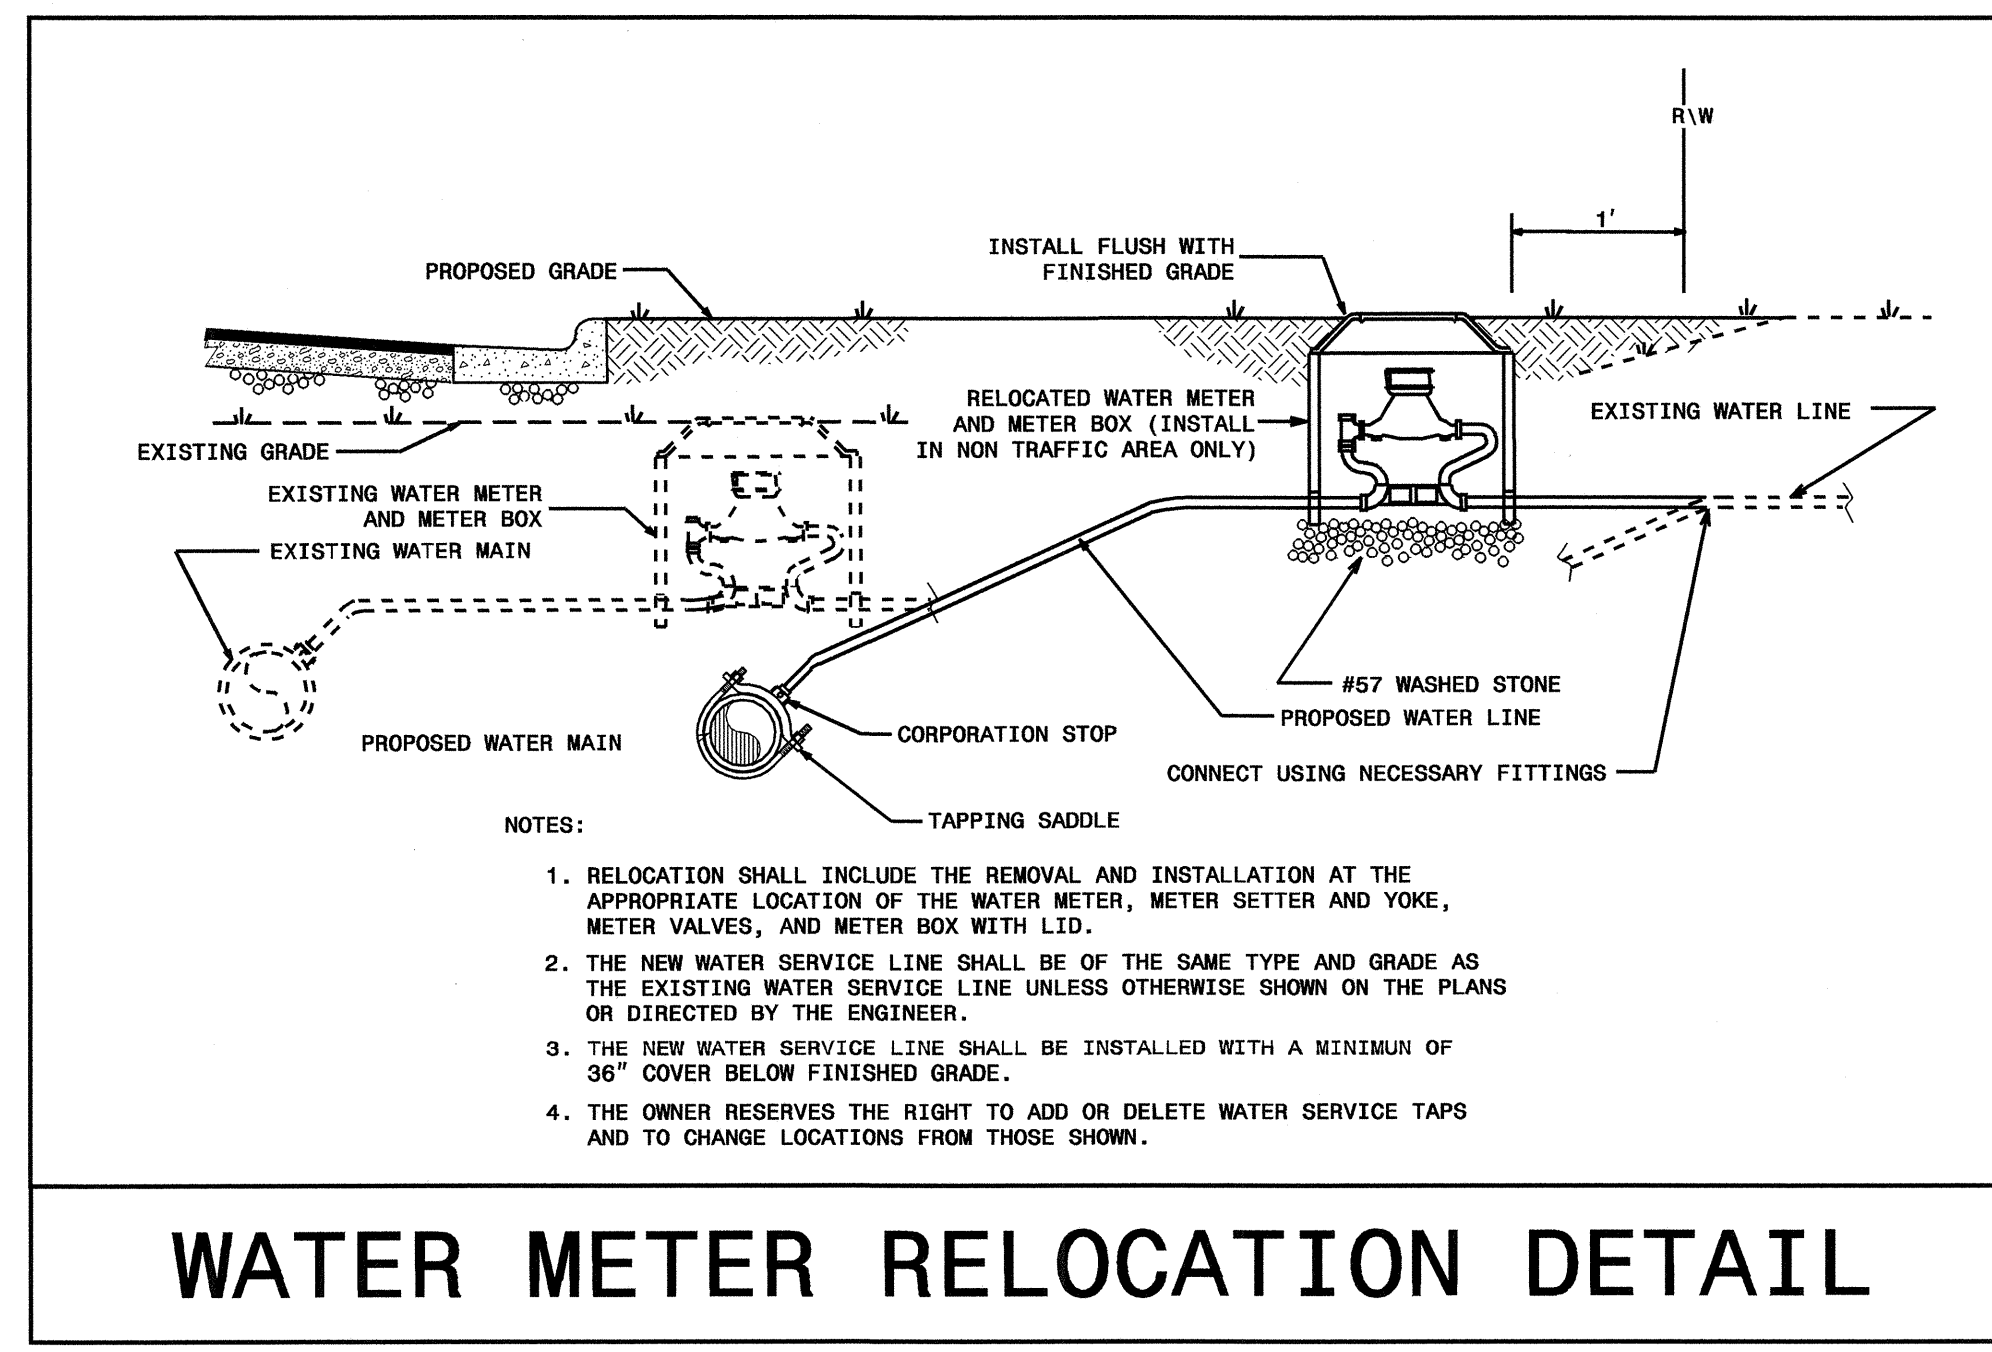 R\W
1'
INSTALL FLUSH WITH
FINISHED GRADE
PROPOSED GRADE
RELOCATED WATER METER
AND METER BOX (INSTALL
IN NON TRAFFIC AREA ONLY)
EXISTING WATER LINE
EXISTING GRADE
EXISTING WATER METER
AND METER BOX
EXISTING WATER MAIN
#57 WASHED STONE
PROPOSED WATER LINE
CORPORATION STOP
PROPOSED WATER MAIN
CONNECT USING NECESSARY FITTINGS
TAPPING SADDLE
NOTES:
1. RELOCATION SHALL INCLUDE THE REMOVAL AND INSTALLATION AT THE
APPROPRIATE LOCATION OF THE WATER METER, METER SETTER AND YOKE,
METER VALVES, AND METER BOX WITH LID.
2. THE NEW WATER SERVICE LINE SHALL BE OF THE SAME TYPE AND GRADE AS
THE EXISTING WATER SERVICE LINE UNLESS OTHERWISE SHOWN ON THE PLANS
OR DIRECTED BY THE ENGINEER.
3. THE NEW WATER SERVICE LINE SHALL BE INSTALLED WITH A MINIMUN OF
36" COVER BELOW FINISHED GRADE.
4. THE OWNER RESERVES THE RIGHT TO ADD OR DELETE WATER SERVICE TAPS
AND TO CHANGE LOCATIONS FROM THOSE SHOWN.
WATER METER RELOCATION DETAIL